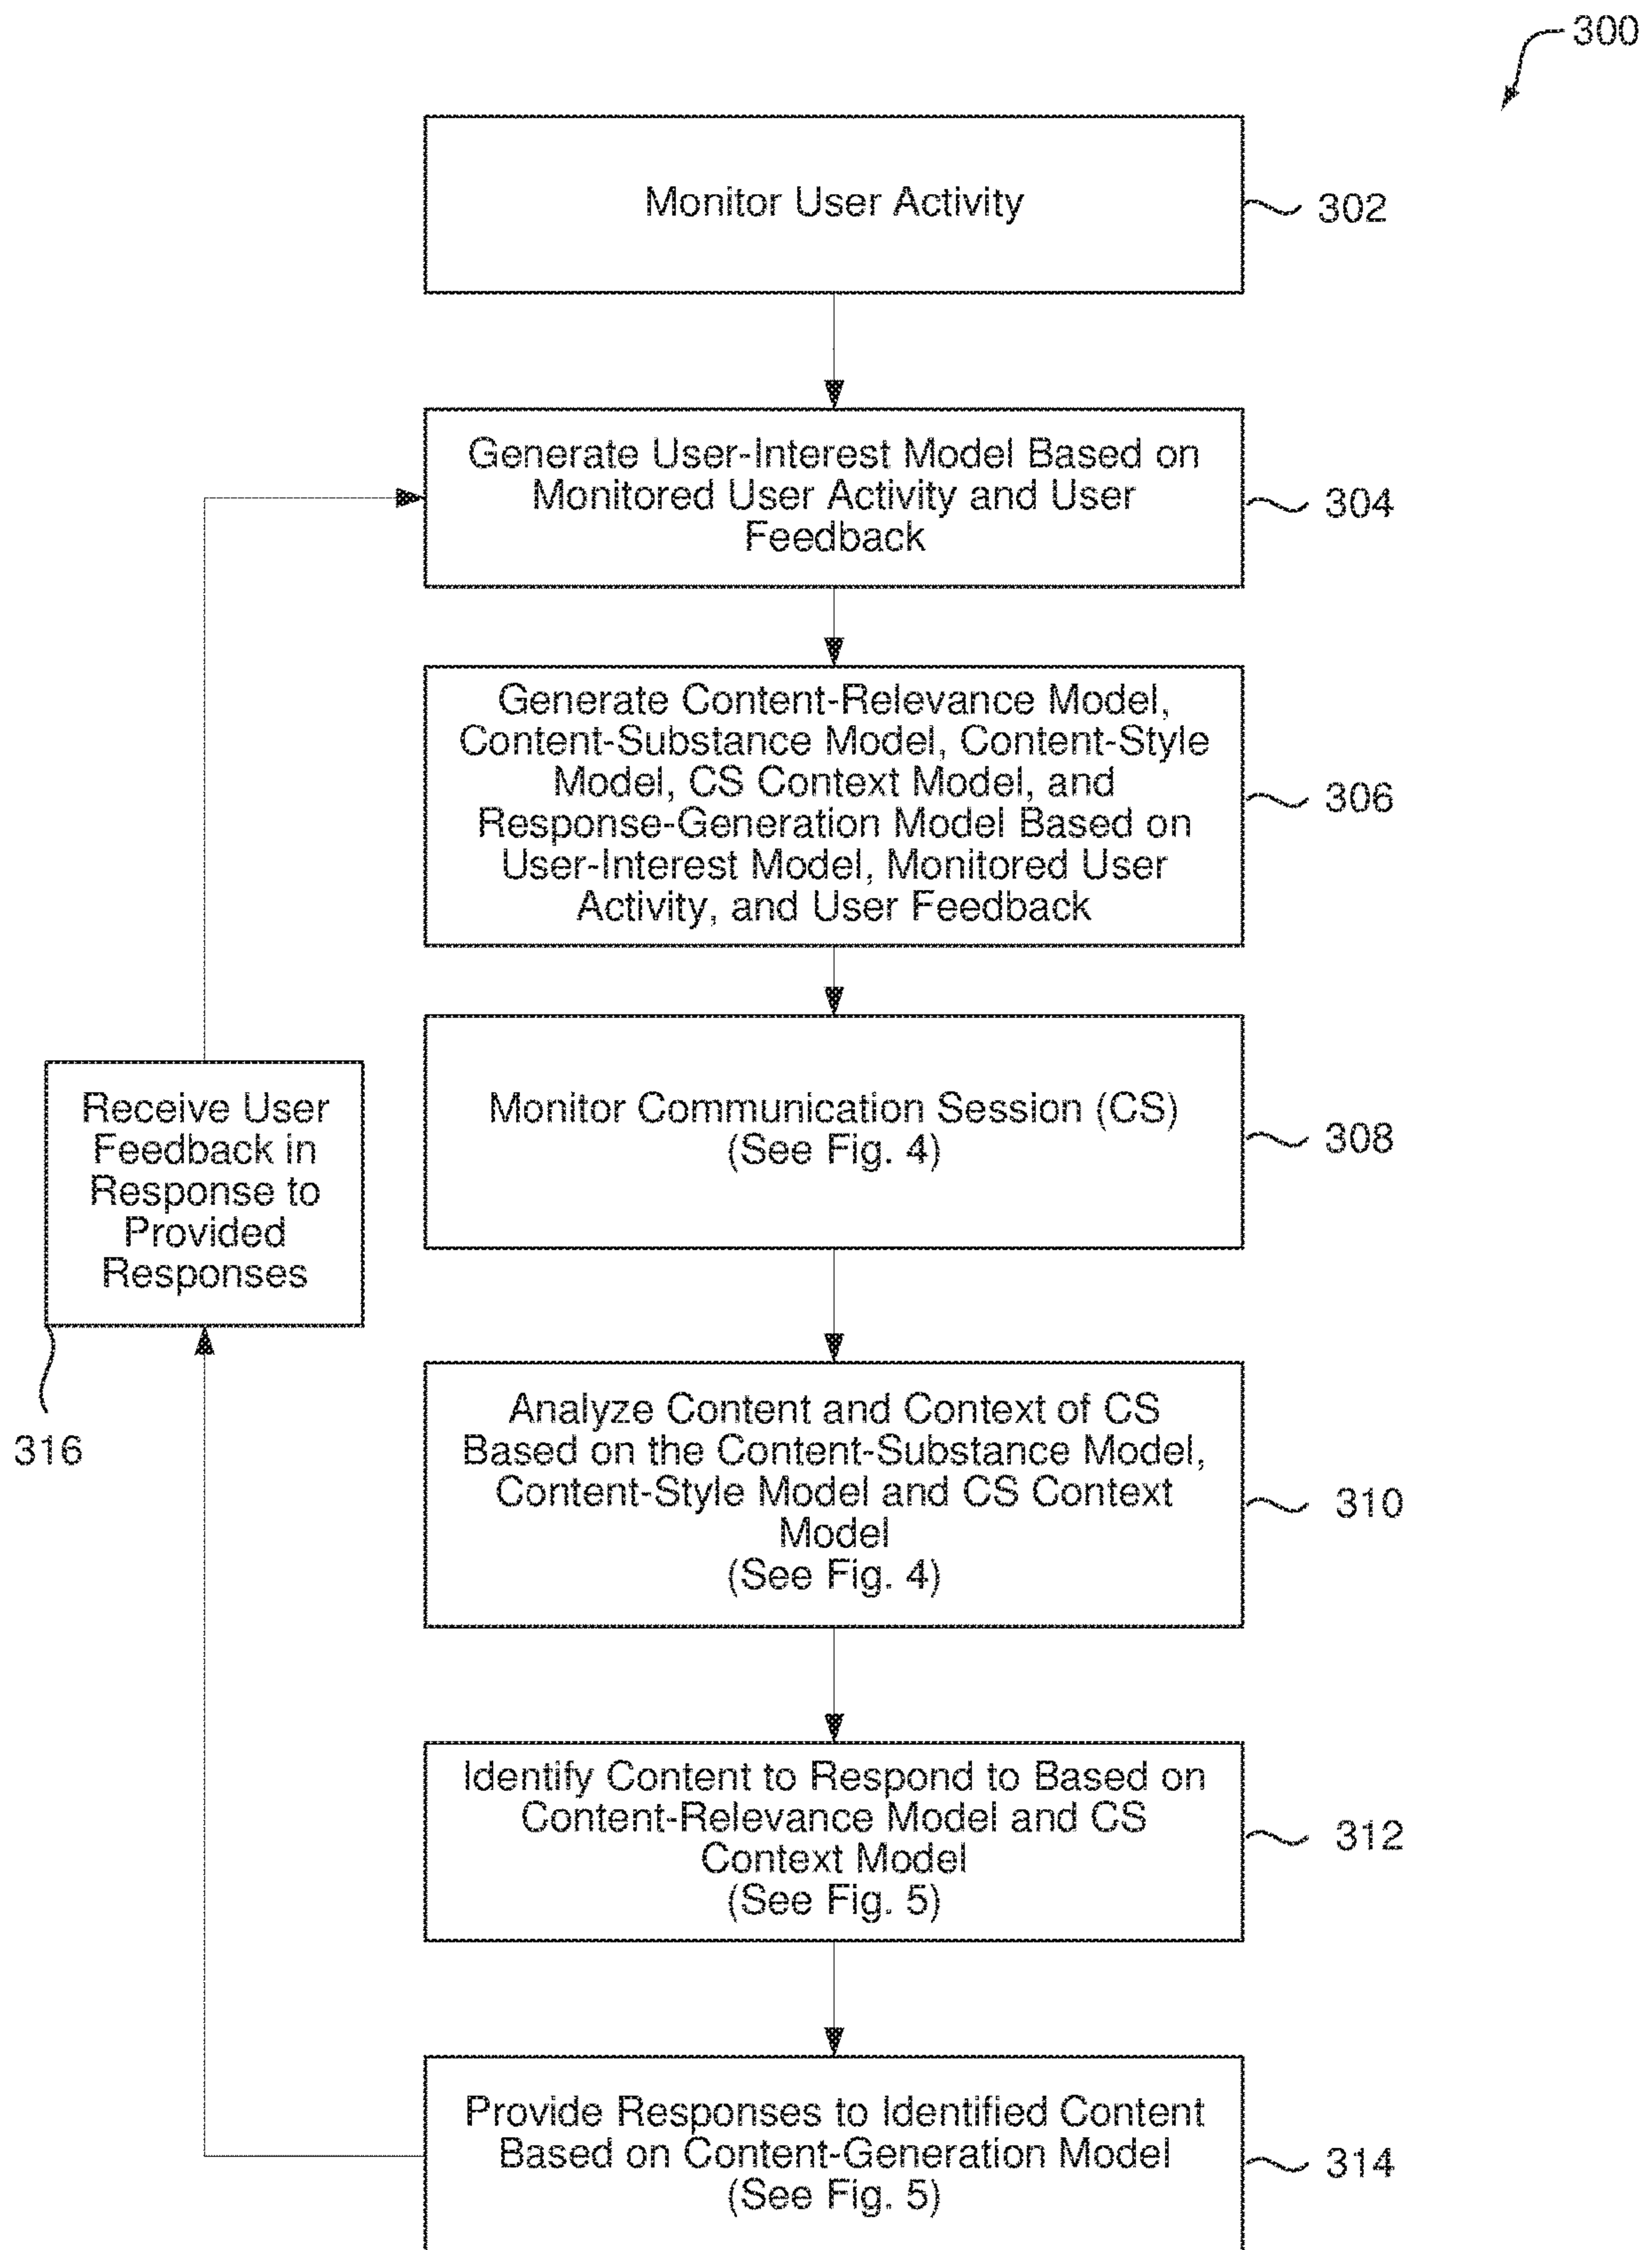 300
Monitor User Activity
302
Generate User-Interest Model Based on
Monitored User Activity and User
Feedback
304
Generate Content-Relevance Model,
Content-Substance Model, Content-Style
Model, CS Context Model, and
Response-Generation Model Based on
User-Interest Model, Monitored User
Activity, and User Feedback
306
Monitor Communication Session (CS)
(See Fig. 4)
308
Receive User
Feedback in
Response to
Provided
Responses
316
Analyze Content and Context of CS
Based on the Content-Substance Model,
Content-Style Model and CS Context
Model
(See Fig. 4)
310
Identify Content to Respond to Based on
Content-Relevance Model and CS
Context Model
(See Fig. 5)
312
Provide Responses to Identified Content
Based on Content-Generation Model
(See Fig. 5)
314